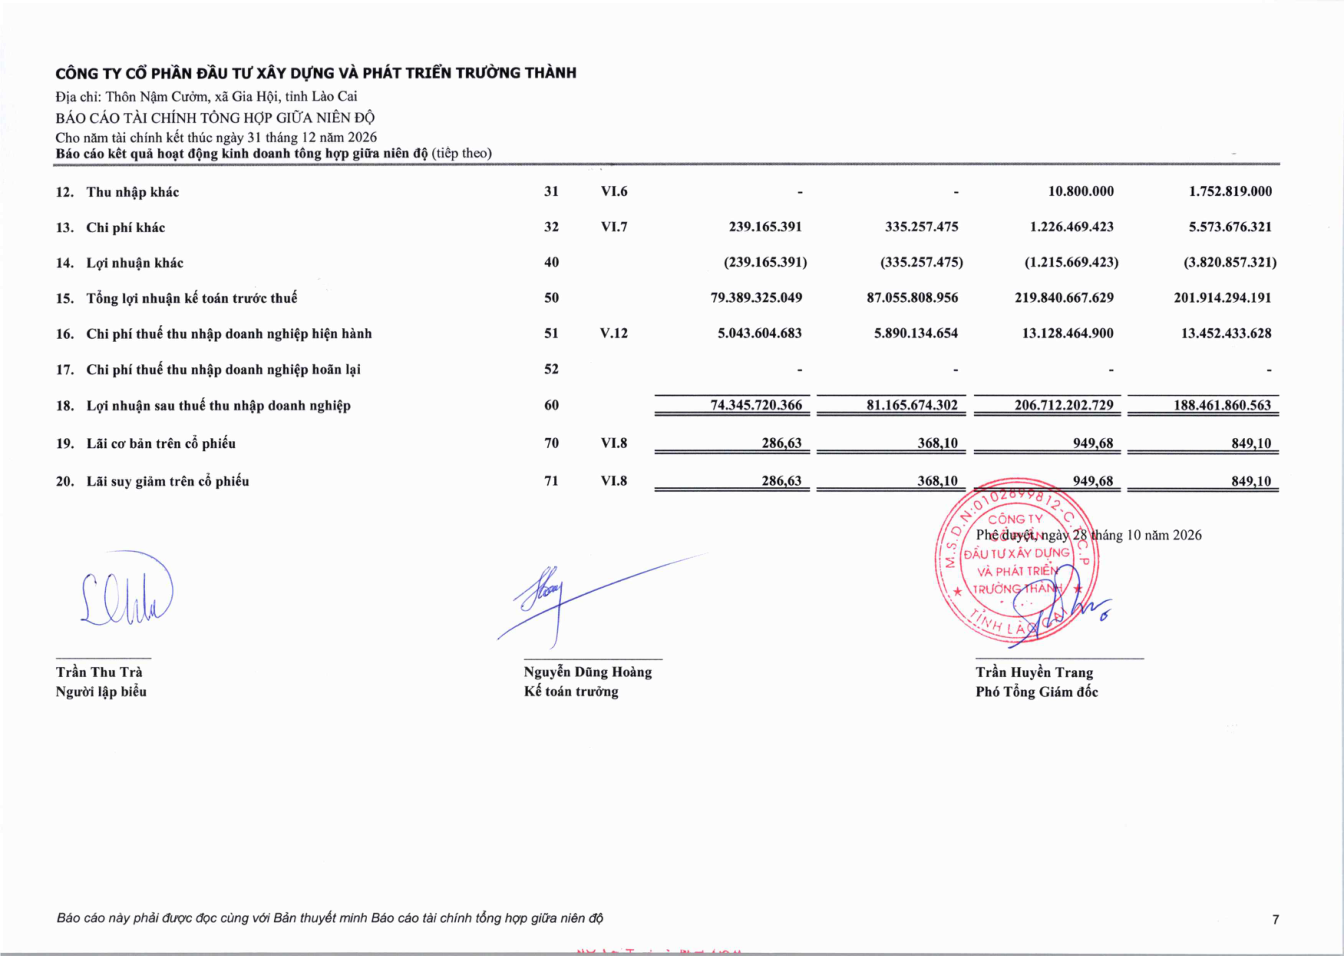 CÔNG TY CỔ PHẦN ĐẦU TƯ XÂY DỰNG VÀ PHÁT TRIỂN TRƯỜNG THÀNH
Địa chỉ: Thôn Nậm Cưởm, xã Gia Hội, tỉnh Lào Cai
BÁO CÁO TÀI CHÍNH TỔNG HỢP GIỮA NIÊN ĐỘ
Cho năm tài chính kết thúc ngày 31 tháng 12 năm 2026
Báo cáo kết quả hoạt động kinh doanh tổng hợp giữa niên độ (tiếp theo)
12. Thu nhập khác 31 VI.6 - - 10.800.000 1.752.819.000
13. Chi phí khác 32 VI.7 239.165.391 335.257.475 1.226.469.423 5.573.676.321
14. Lợi nhuận khác 40 (239.165.391) (335.257.475) (1.215.669.423) (3.820.857.321)
15. Tổng lợi nhuận kế toán trước thuế 50 79.389.325.049 87.055.808.956 219.840.667.629 201.914.294.191
16. Chi phí thuế thu nhập doanh nghiệp hiện hành 51 V.12 5.043.604.683 5.890.134.654 13.128.464.900 13.452.433.628
17. Chi phí thuế thu nhập doanh nghiệp hoãn lại 52 - - - -
18. Lợi nhuận sau thuế thu nhập doanh nghiệp 60 74.345.720.366 81.165.674.302 206.712.202.729 188.461.860.563
19. Lãi cơ bản trên cổ phiếu 70 VI.8 286,63 368,10 949,68 849,10
20. Lãi suy giảm trên cổ phiếu 71 VI.8 286,63 368,10 949,68 849,10
Phê duyệt, ngày 28 tháng 10 năm 2026
M.S.D.N:0102699812-C.T.C.P
CÔNG TY
CỔ PHẦN
ĐẦU TƯ XÂY DỰNG
VÀ PHÁT TRIỂN
TRƯỜNG THÀNH
TỈNH LÀO CAI
Trần Thu Trà
Người lập biểu
Nguyễn Dũng Hoàng
Kế toán trưởng
Trần Huyền Trang
Phó Tổng Giám đốc
Báo cáo này phải được đọc cùng với Bản thuyết minh Báo cáo tài chính tổng hợp giữa niên độ
7